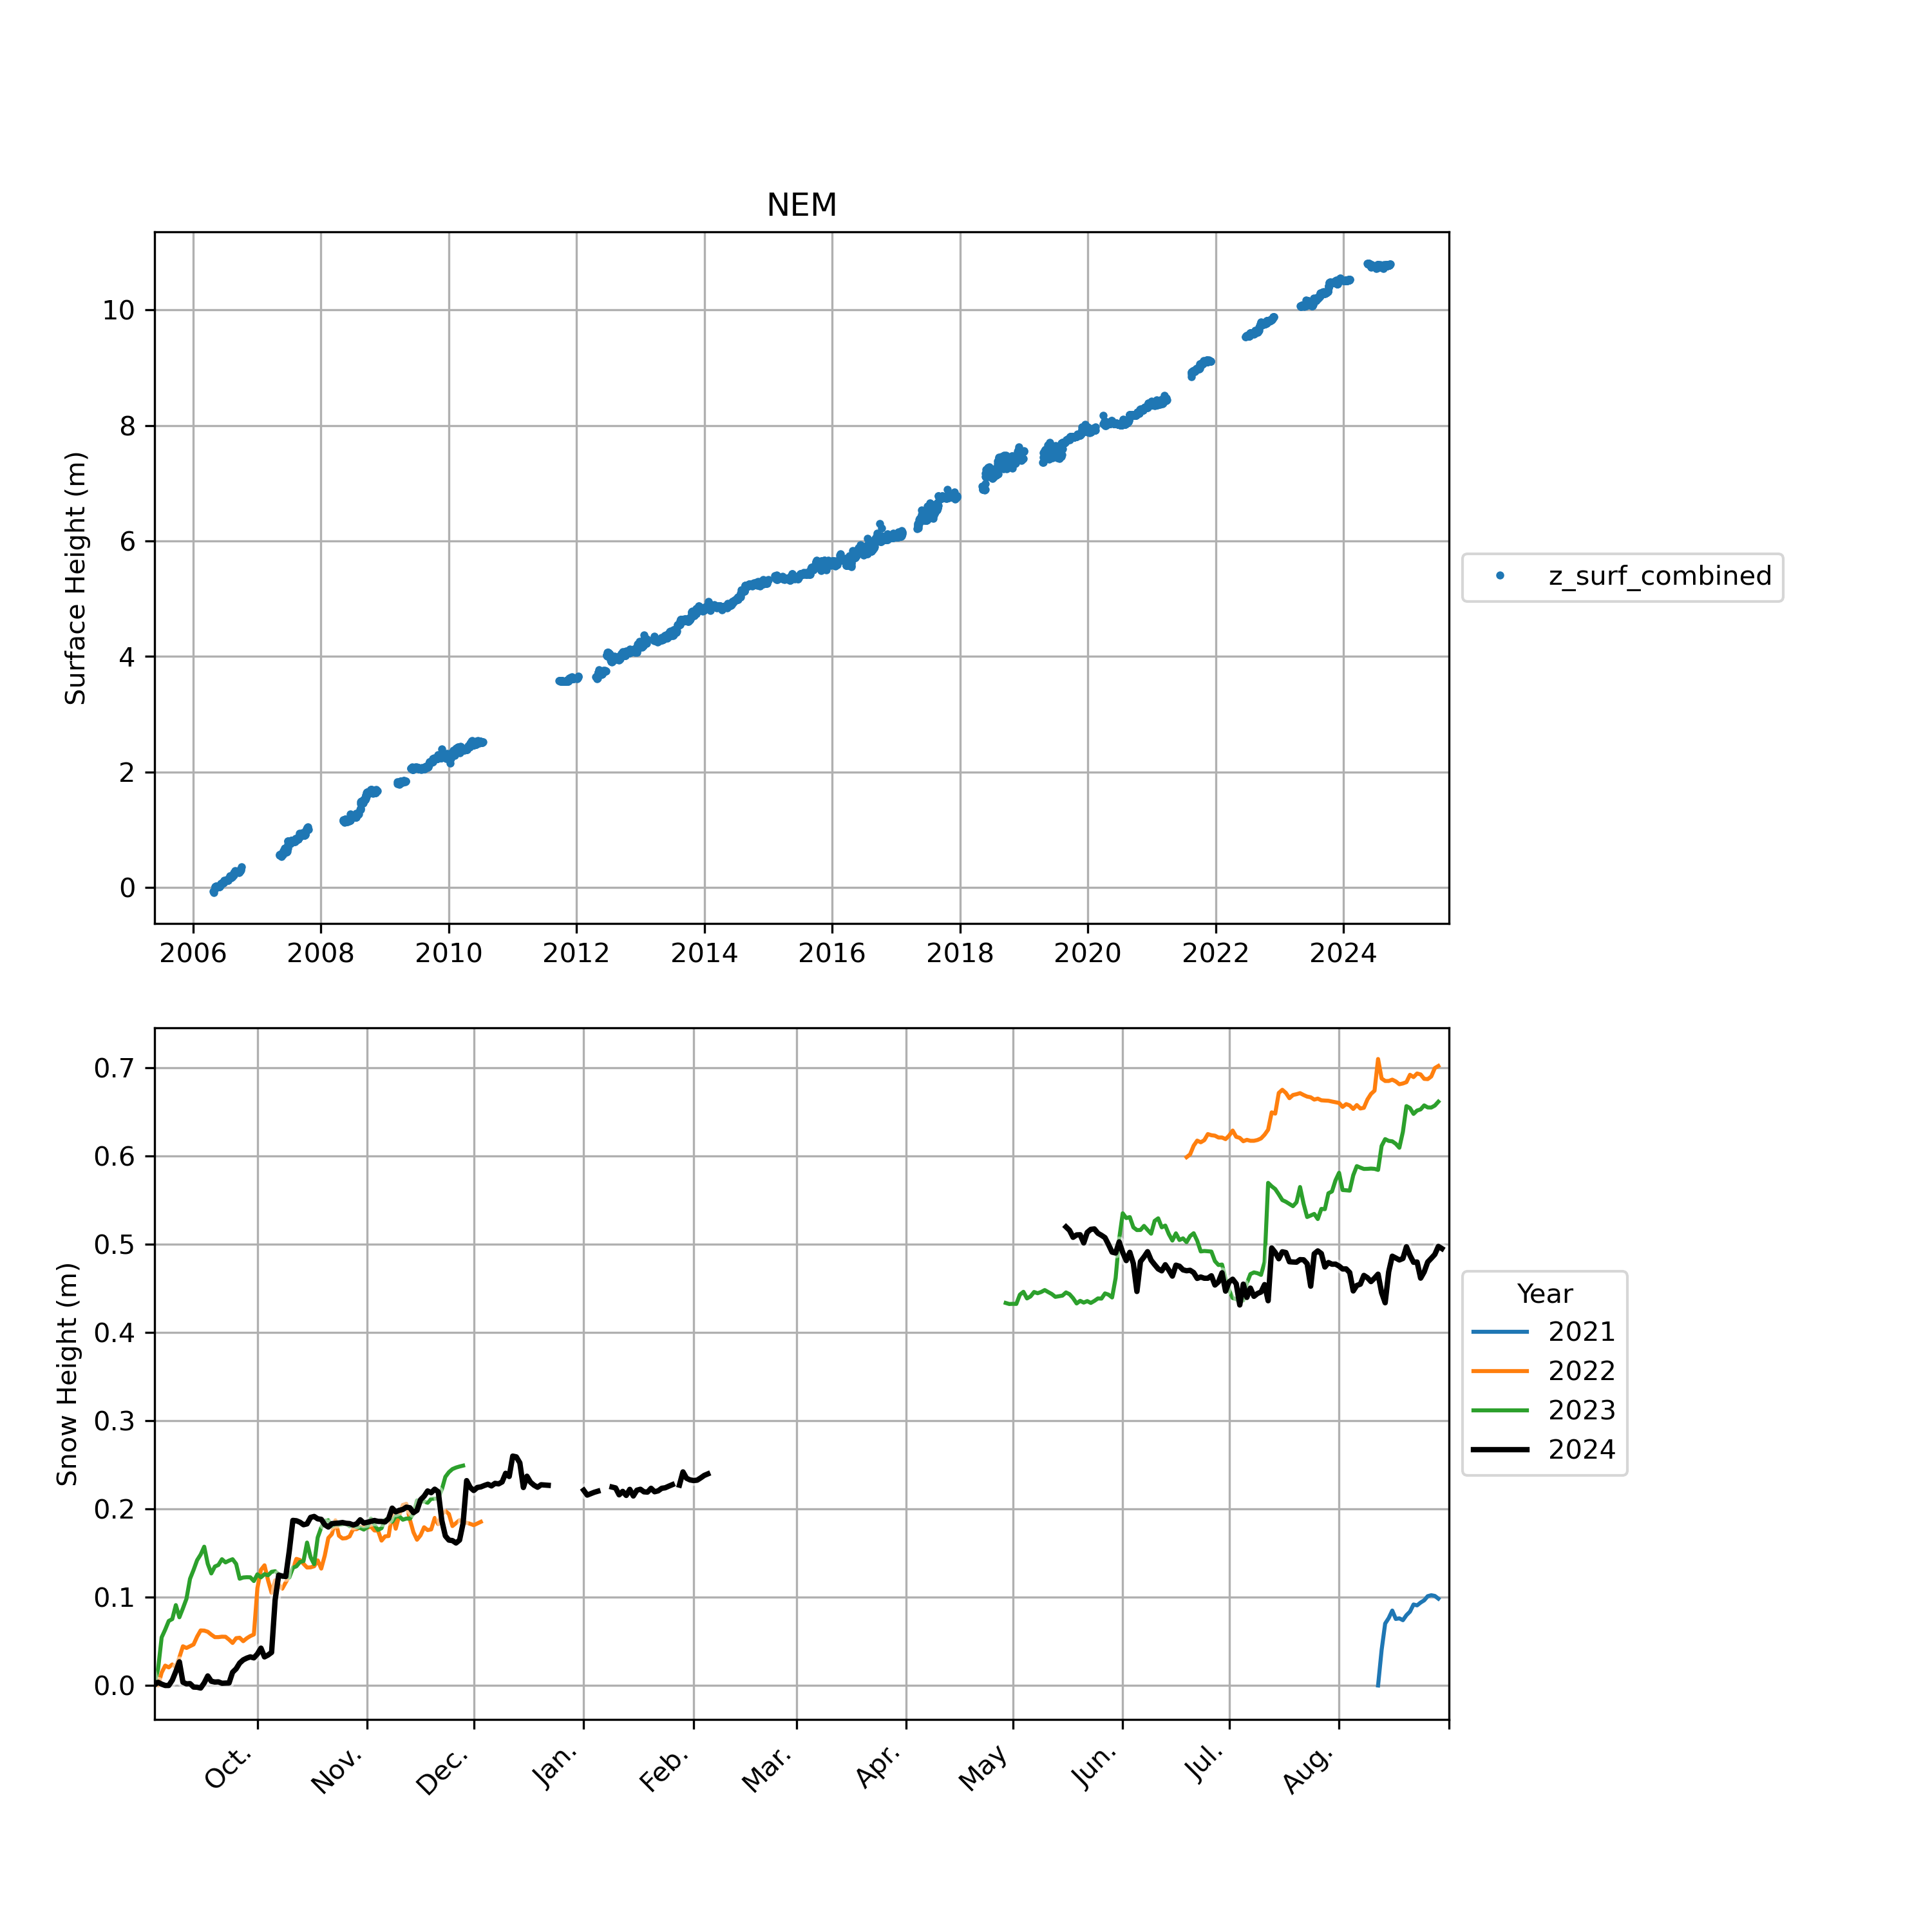 NEM
Surface Height (m)
10
8
6
4
2
0
2006 2008 2010 2012 2014 2016 2018 2020 2022 2024
z_surf_combined
Snow Height (m)
0.7
0.6
0.5
0.4
0.3
0.2
0.1
0.0
Oct. Nov. Dec. Jan. Feb. Mar. Apr. May Jun. Jul. Aug.
Year
2021
2022
2023
2024